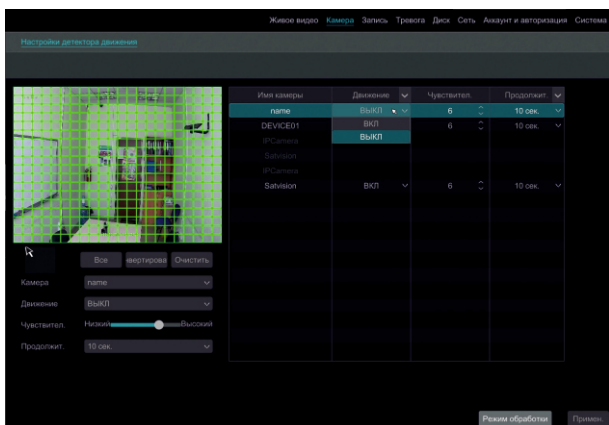 Живое видео Камера Запись Тревога Диск Сеть Аккаунт и авторизация Система
Настройки детектора движения
Имя камеры Движение Чувствител. Продолжит.
name ВЫКЛ 6 10 сек.
DEVICE01 ВКЛ 6 10 сек.
IPCamera ВЫКЛ
Satvision
IPCamera
Satvision ВКЛ 6 10 сек.
Все нвертирова Очистить
Камера name
Движение ВЫКЛ
Чувствител. Низкий Высокий
Продолжит. 10 сек.
Режим обработки Примен.